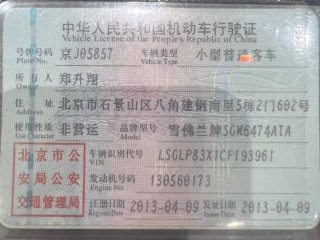 中华人民共和国机动车行驶证
Vehicle License of the People's Republic of China
号牌号码 京J05857 车辆类型 小型普通客车
Plate No. Vehicle Type
所有人 郑升翔
Owner
住址 北京市石景山区八角建钢南里5栋2门602号
使用性质 非营运 品牌型号 雪佛兰牌SGM6474ATA
北京市公安局公安交通管理局
车辆识别代号 LSGLP83X1CF193961
VIN
发动机号码 130560173
Engine No.
注册日期 2013-04-09 发证日期 2013-04-09
Register Date Issue Date